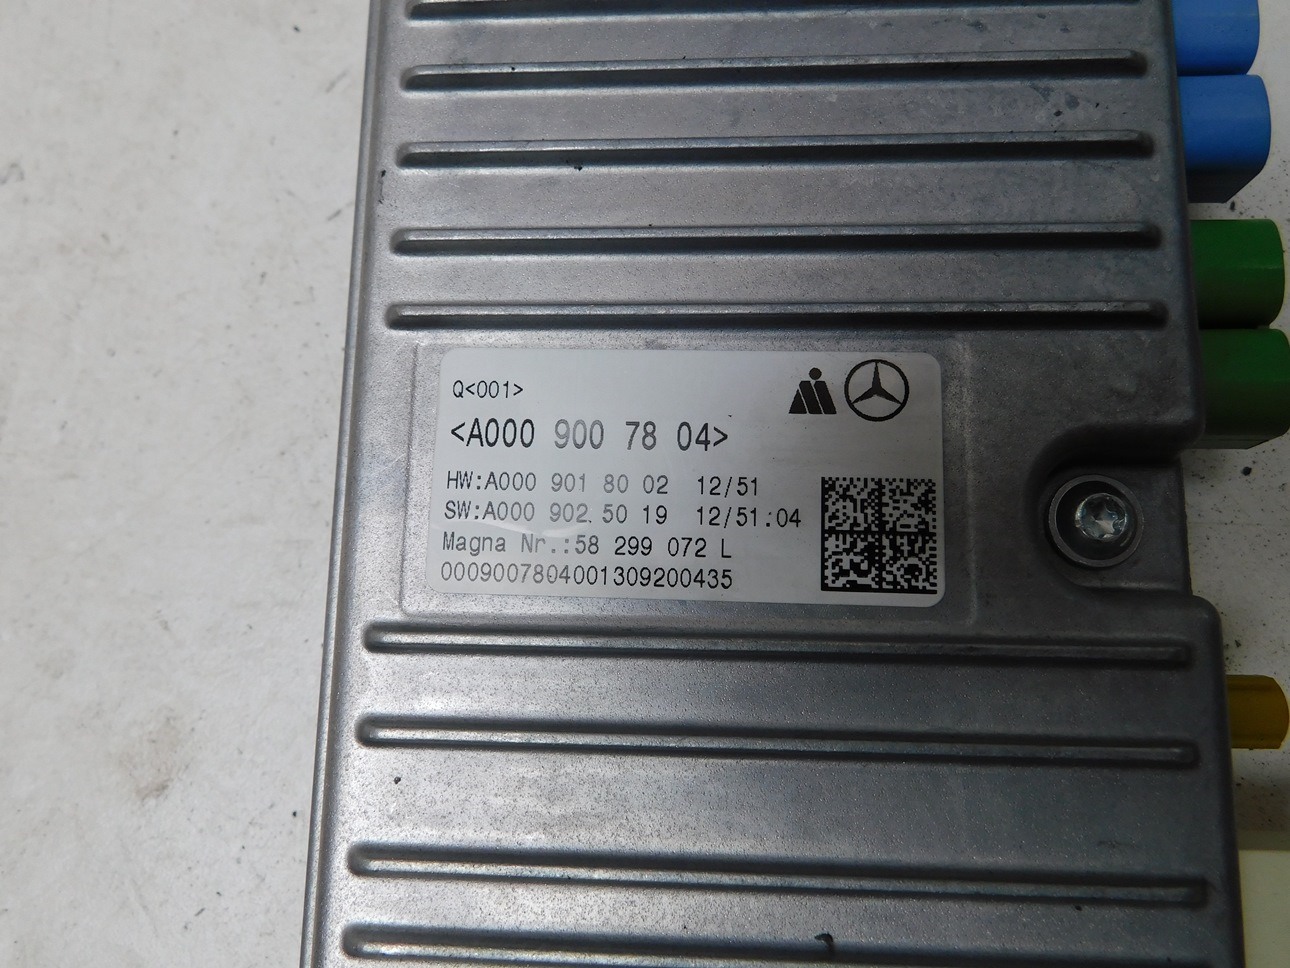 Q<001>
<A000 900 78 04>
HW:A000 901 80 02 12/51
SW:A000 902 50 19 12/51:04
Magna Nr.:58 299 072 L
0009007804001309200435